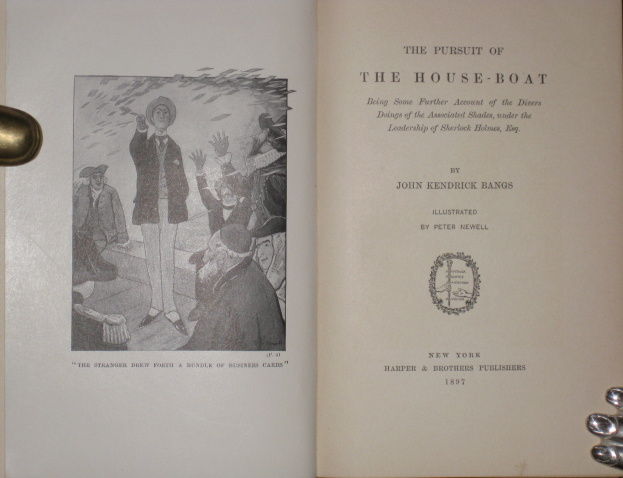 (P. 9)
"THE STRANGER DREW FORTH A BUNDLE OF BUSINESS CARDS"
THE PURSUIT OF
THE HOUSE-BOAT
Being Some Further Account of the Divers
Doings of the Associated Shades, under the
Leadership of Sherlock Holmes, Esq.
BY
JOHN KENDRICK BANGS
ILLUSTRATED
BY PETER NEWELL
NEW YORK
HARPER & BROTHERS PUBLISHERS
1897